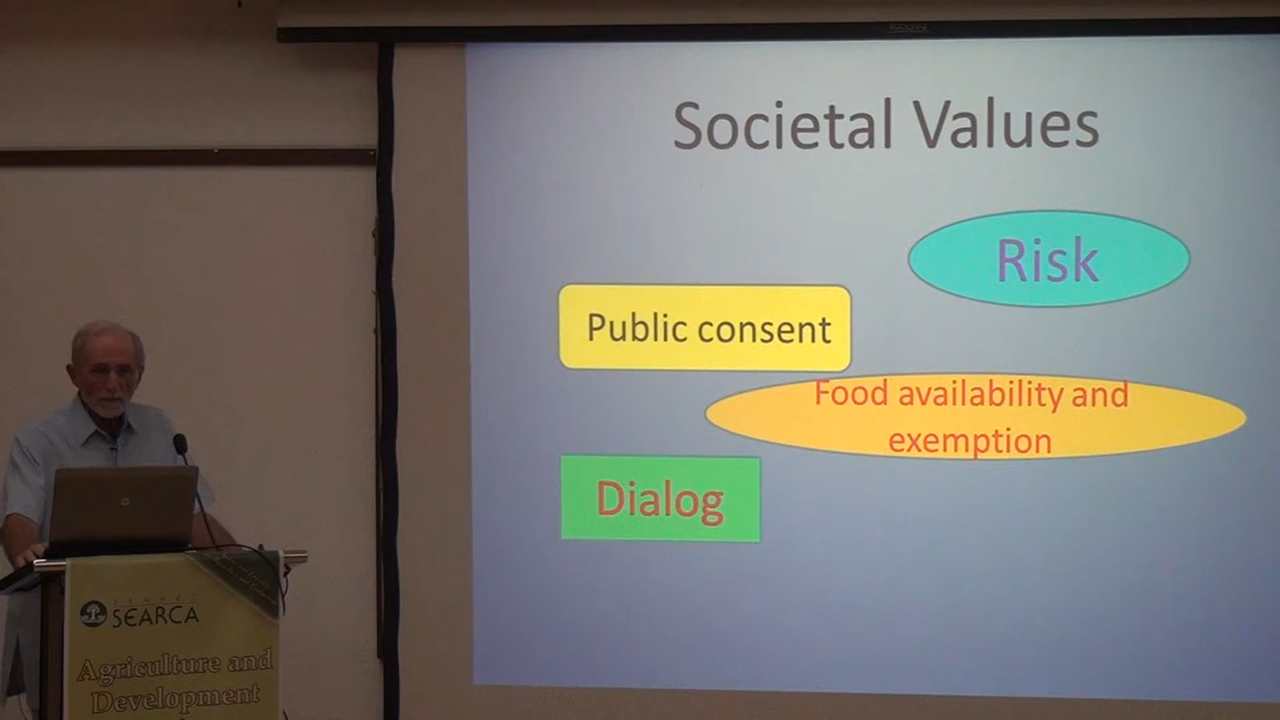 Societal Values
Risk
Public consent
Food availability and
exemption
Dialog
SEARCA
Agriculture and
Development